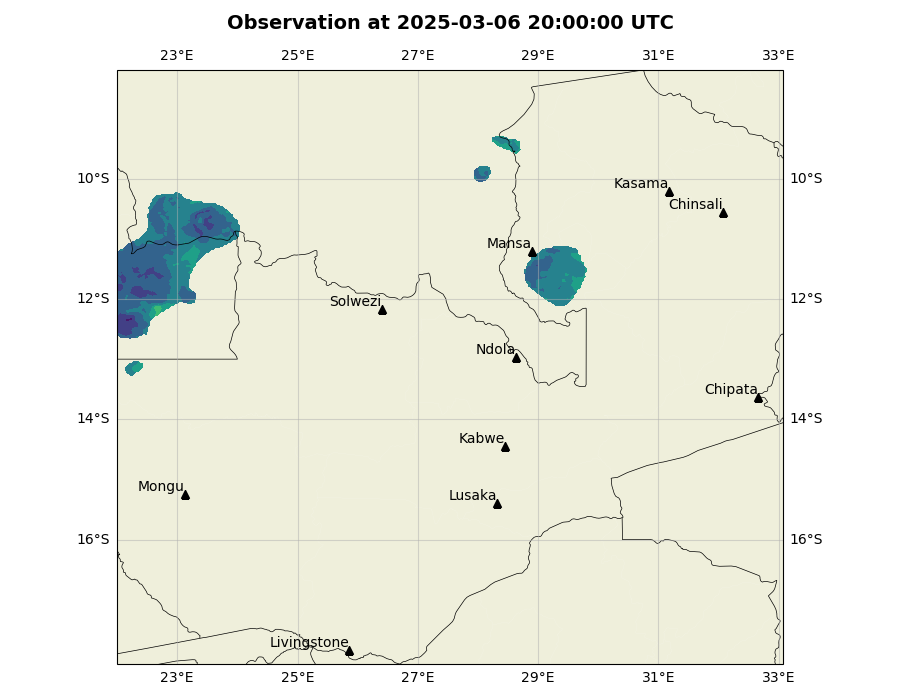 Observation at 2025-03-06 20:00:00 UTC
23°E 25°E 27°E 29°E 31°E 33°E
10°S 10°S
Kasama
Chinsali
Mansa
12°S 12°S
Solwezi
Ndola
Chipata
14°S 14°S
Kabwe
Mongu
Lusaka
16°S 16°S
Livingstone
23°E 25°E 27°E 29°E 31°E 33°E